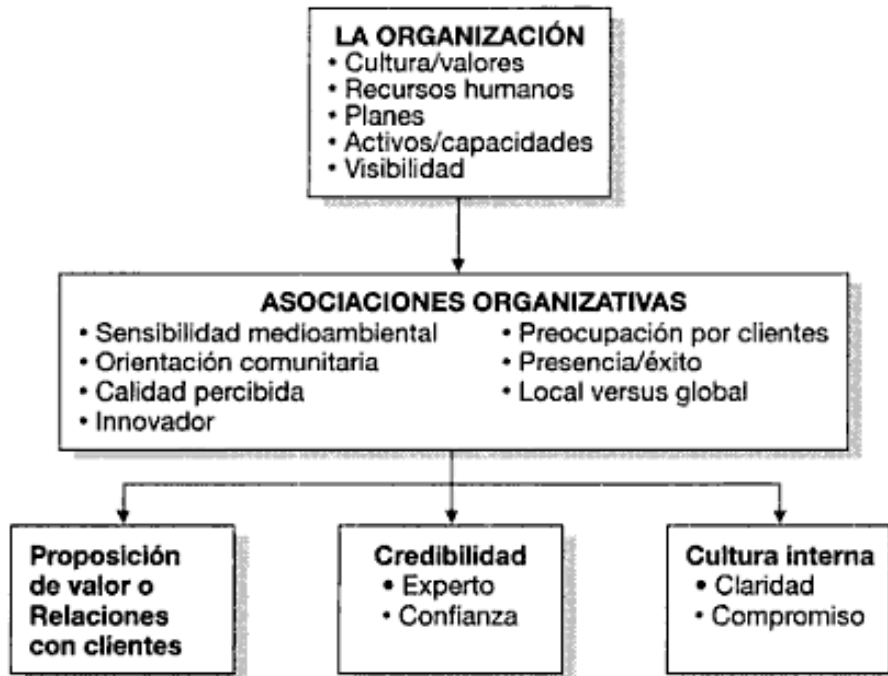 LA ORGANIZACIÓN
• Cultura/valores
• Recursos humanos
• Planes
• Activos/capacidades
• Visibilidad
ASOCIACIONES ORGANIZATIVAS
• Sensibilidad medioambiental
• Orientación comunitaria
• Calidad percibida
• Innovador
• Preocupación por clientes
• Presencia/éxito
• Local versus global
Proposición
de valor o
Relaciones
con clientes
Credibilidad
• Experto
• Confianza
Cultura interna
• Claridad
• Compromiso